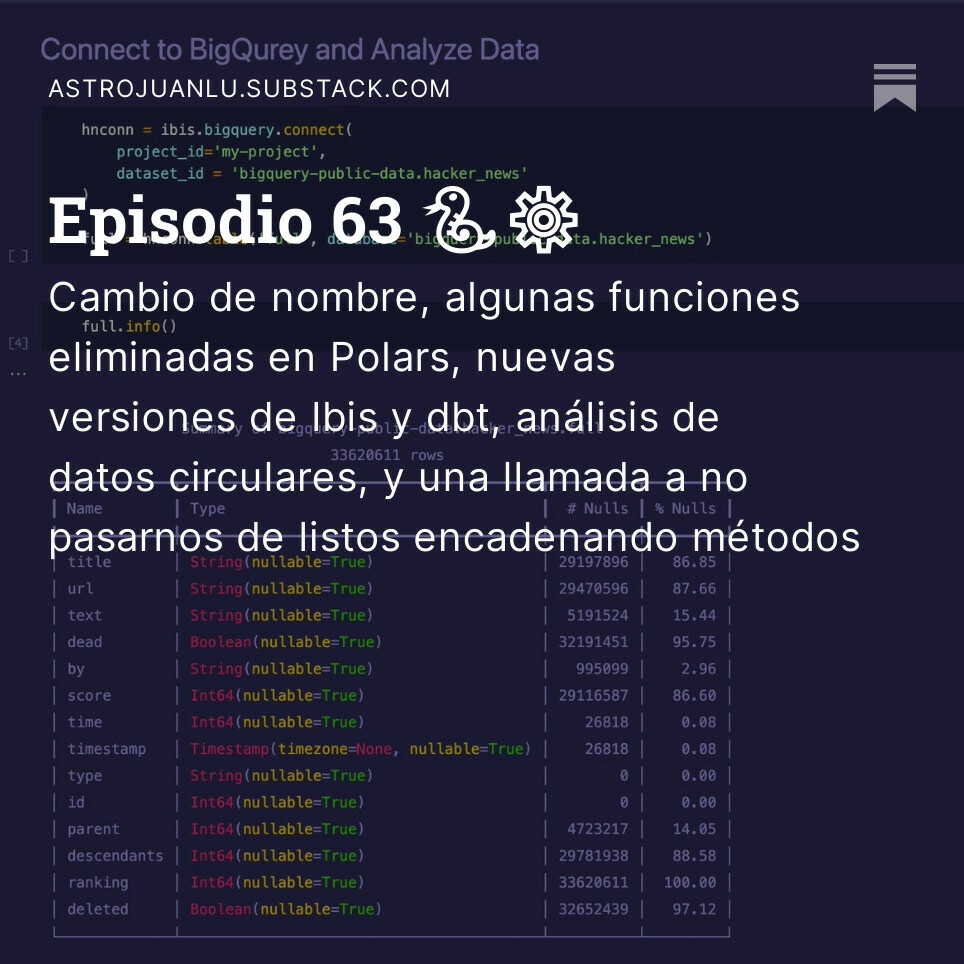 Connect to BigQurey and Analyze Data
ASTROJUANLU.SUBSTACK.COM
hnconn = ibis.bigquery.connect(
project_id='my-project',
dataset_id = 'bigquery-public-data.hacker_news'
)
Episodio 63 🐍⚙️
data.hacker_news')
[ ]
Cambio de nombre, algunas funciones
full.info()
[4]
eliminadas en Polars, nuevas
...
versiones de Ibis y dbt, análisis de
Summary of bigquery-public-data.hacker_news.full
33620611 rows
datos circulares, y una llamada a no
Name Type # Nulls % Nulls
pasarnos de listos encadenando métodos
title String(nullable=True) 29197896 86.85
url String(nullable=True) 29470596 87.66
text String(nullable=True) 5191524 15.44
dead Boolean(nullable=True) 32191451 95.75
by String(nullable=True) 995099 2.96
score Int64(nullable=True) 29116587 86.60
time Int64(nullable=True) 26818 0.08
timestamp Timestamp(timezone=None, nullable=True) 26818 0.08
type String(nullable=True) 0 0.00
id Int64(nullable=True) 0 0.00
parent Int64(nullable=True) 4723217 14.05
descendants Int64(nullable=True) 29781938 88.58
ranking Int64(nullable=True) 33620611 100.00
deleted Boolean(nullable=True) 32652439 97.12